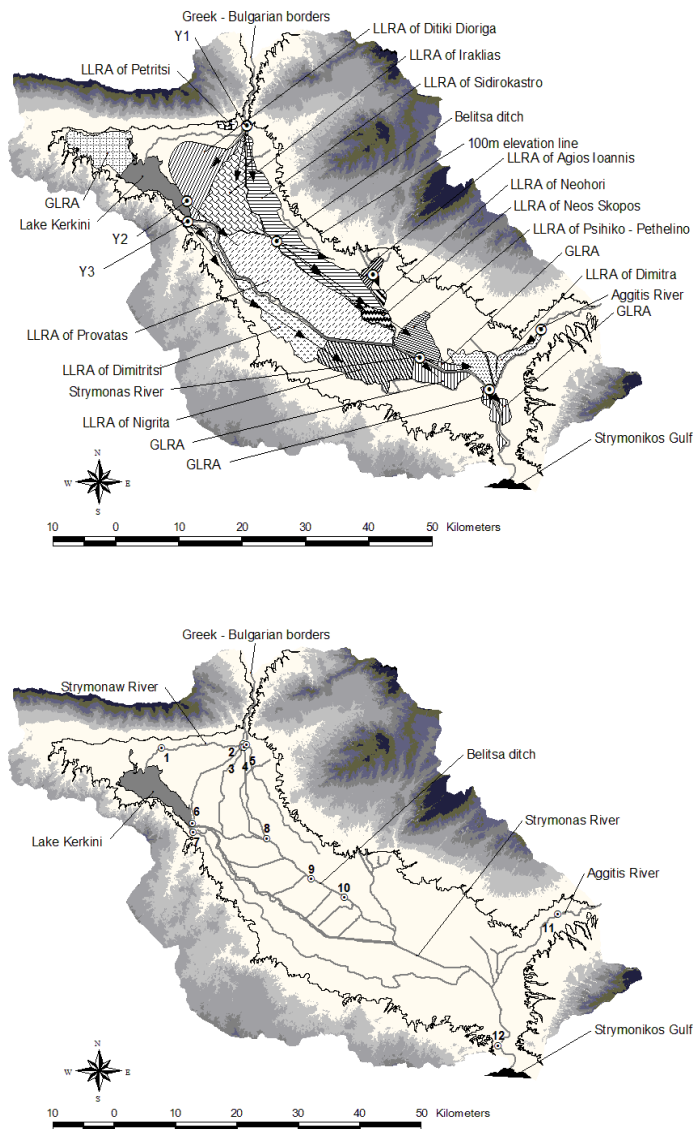 Greek - Bulgarian borders
Y1
LLRA of Ditiki Dioriga
LLRA of Iraklias
LLRA of Petritsi
LLRA of Sidirokastro
Belitsa ditch
100m elevation line
LLRA of Agios Ioannis
LLRA of Neohori
LLRA of Neos Skopos
LLRA of Psihiko - Pethelino
GLRA
LLRA of Dimitra
Aggitis River
GLRA
GLRA
Lake Kerkini
Y2
Y3
LLRA of Provatas
LLRA of Dimitritsi
Strymonas River
LLRA of Nigrita
GLRA
GLRA
Strymonikos Gulf
N
W E
S
10 0 10 20 30 40 50 Kilometers
Greek - Bulgarian borders
Strymonaw River
1
2
3
4
5
Belitsa ditch
Strymonas River
6
7
8
Lake Kerkini
9
10
Aggitis River
11
12
Strymonikos Gulf
N
W E
S
10 0 10 20 30 40 50 Kilometers